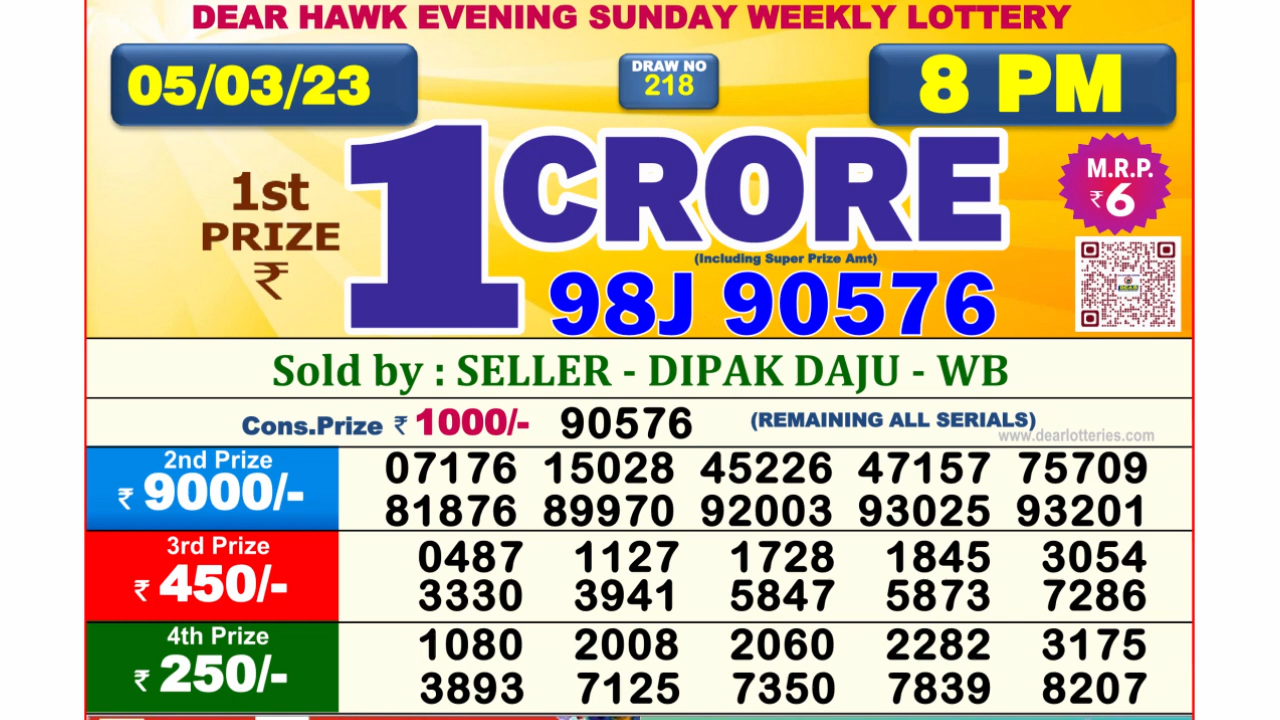 DEAR HAWK EVENING SUNDAY WEEKLY LOTTERY
05/03/23
DRAW NO
218
8 PM
1st
PRIZE
₹
1 CRORE
(Including Super Prize Amt)
98J 90576
M.R.P.
₹ 6
Sold by : SELLER - DIPAK DAJU - WB
Cons.Prize ₹ 1000/- 90576 (REMAINING ALL SERIALS)
www.dearlotteries.com
2nd Prize
₹ 9000/-
07176 15028 45226 47157 75709
81876 89970 92003 93025 93201
3rd Prize
₹ 450/-
0487 1127 1728 1845 3054
3330 3941 5847 5873 7286
4th Prize
₹ 250/-
1080 2008 2060 2282 3175
3893 7125 7350 7839 8207